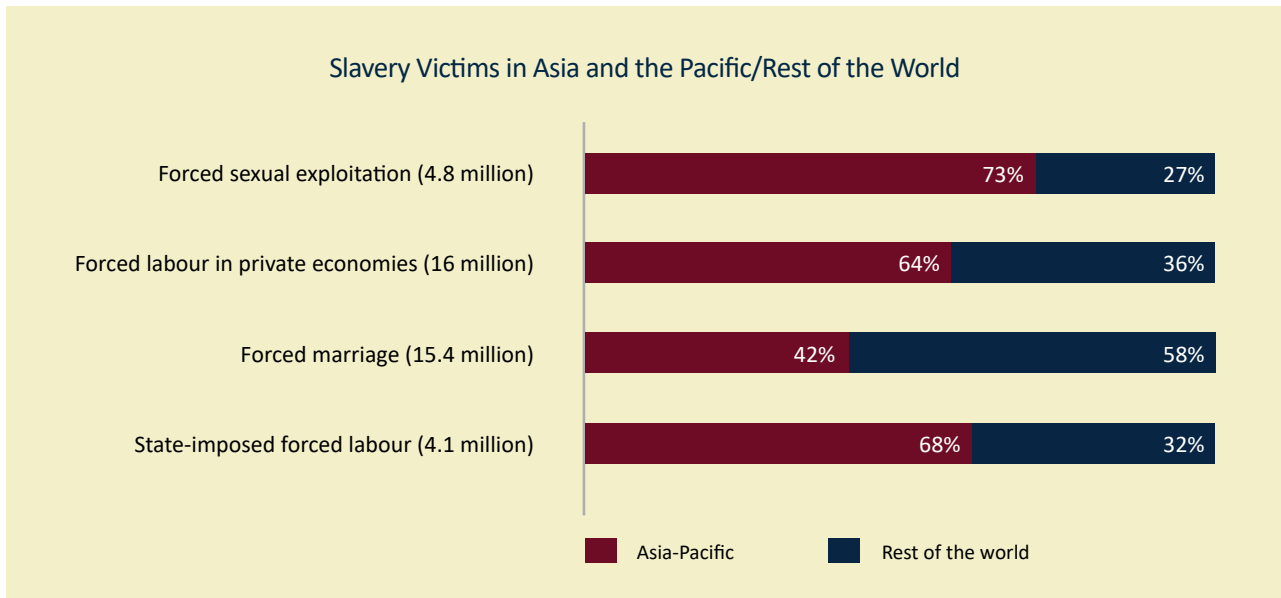 Slavery Victims in Asia and the Pacific/Rest of the World
Forced sexual exploitation (4.8 million)
73%
27%
Forced labour in private economies (16 million)
64%
36%
Forced marriage (15.4 million)
42%
58%
State-imposed forced labour (4.1 million)
68%
32%
Asia-Pacific
Rest of the world